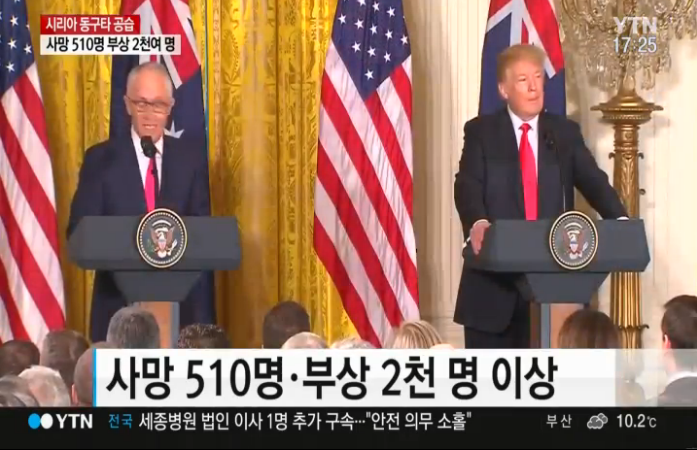 시리아 동구타 공습
사망 510명 부상 2천여 명
YTN
17:25
사망 510명·부상 2천 명 이상
YTN 전국 세종병원 법인 이사 1명 추가 구속…"안전 의무 소홀" 부산 10.2℃